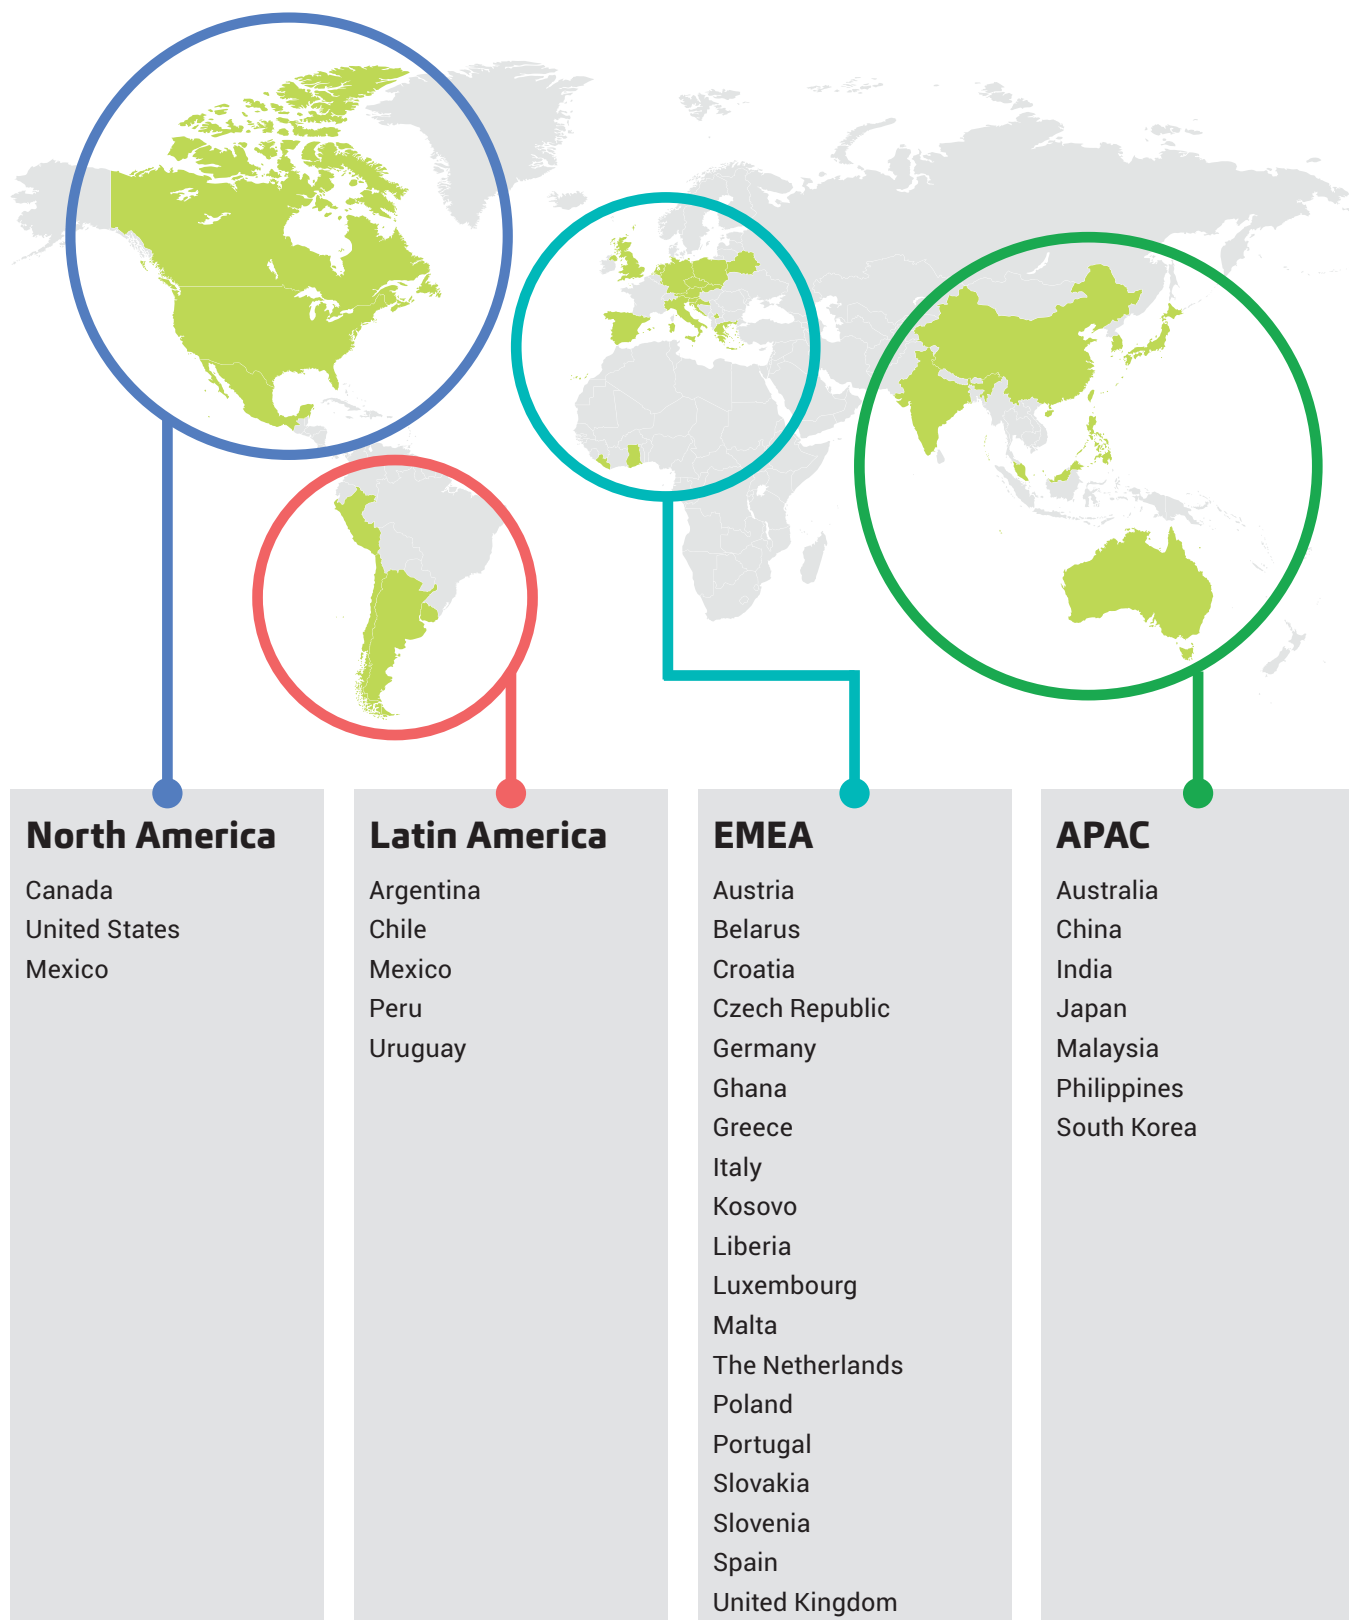 North America
Canada
United States
Mexico
Latin America
Argentina
Chile
Mexico
Peru
Uruguay
EMEA
Austria
Belarus
Croatia
Czech Republic
Germany
Ghana
Greece
Italy
Kosovo
Liberia
Luxembourg
Malta
The Netherlands
Poland
Portugal
Slovakia
Slovenia
Spain
United Kingdom
APAC
Australia
China
India
Japan
Malaysia
Philippines
South Korea